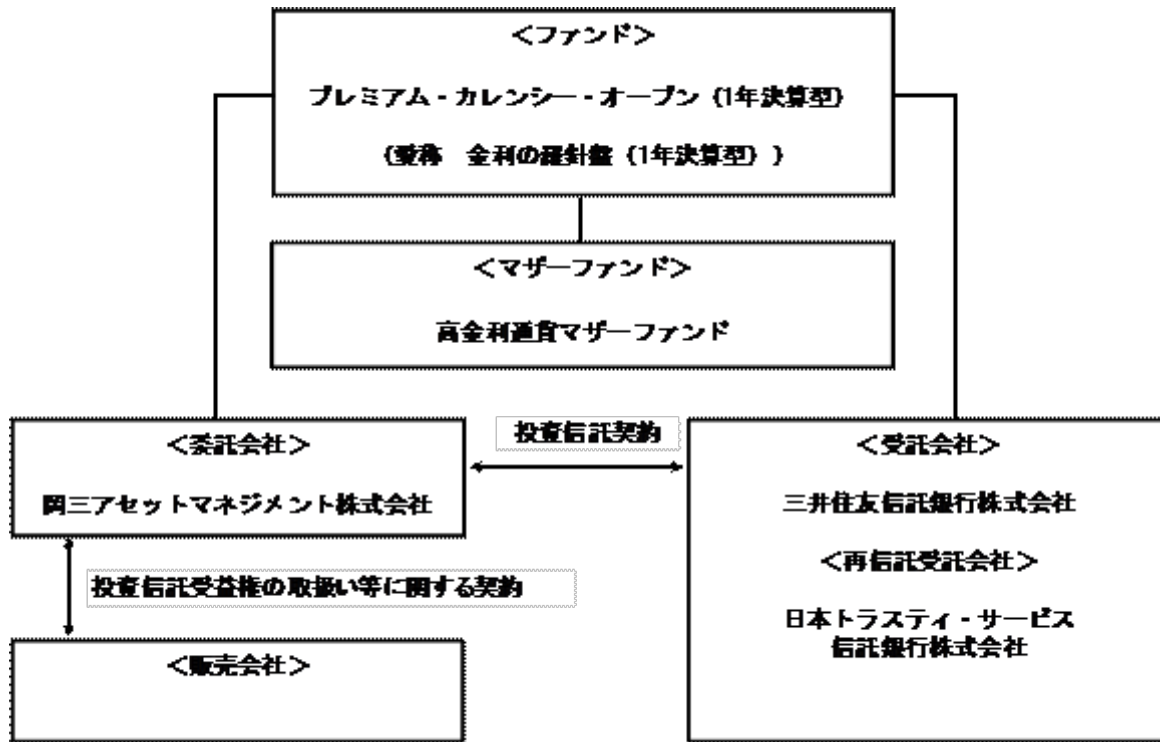 ＜ファンド＞
プレミアム・カレンシー・オープン（1年決算型）
（愛称　金利の羅針盤（1年決算型））
＜マザーファンド＞
高金利通貨マザーファンド
＜委託会社＞
岡三アセットマネジメント株式会社
投資信託契約
＜受託会社＞
三井住友信託銀行株式会社
＜再信託受託会社＞
日本トラスティ・サービス
信託銀行株式会社
投資信託受益権の取扱い等に関する契約
＜販売会社＞